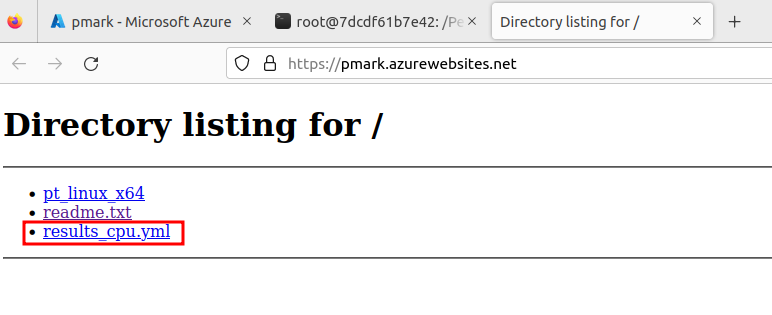 pmark - Microsoft Azure
root@7dcdf61b7e42: /Pe
Directory listing for /
https://pmark.azurewebsites.net
Directory listing for /
pt_linux_x64
readme.txt
results_cpu.yml